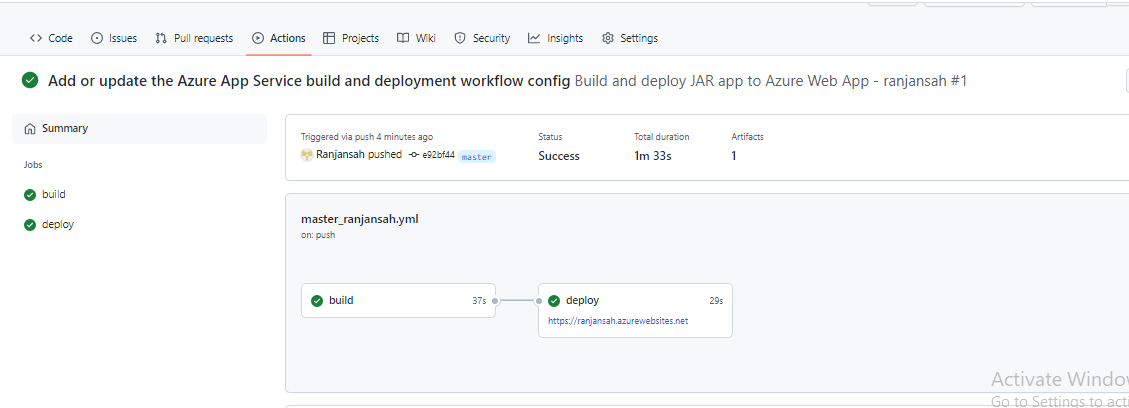 Code Issues Pull requests Actions Projects Wiki Security Insights Settings
Add or update the Azure App Service build and deployment workflow config Build and deploy JAR app to Azure Web App - ranjansah #1
Summary
Jobs
build
deploy
Triggered via push 4 minutes ago
Ranjansah pushed e92bf44 master
Status
Success
Total duration
1m 33s
Artifacts
1
master_ranjansah.yml
on: push
build 37s
deploy 29s
https://ranjansah.azurewebsites.net
Activate Windo
Go to Settings to acti